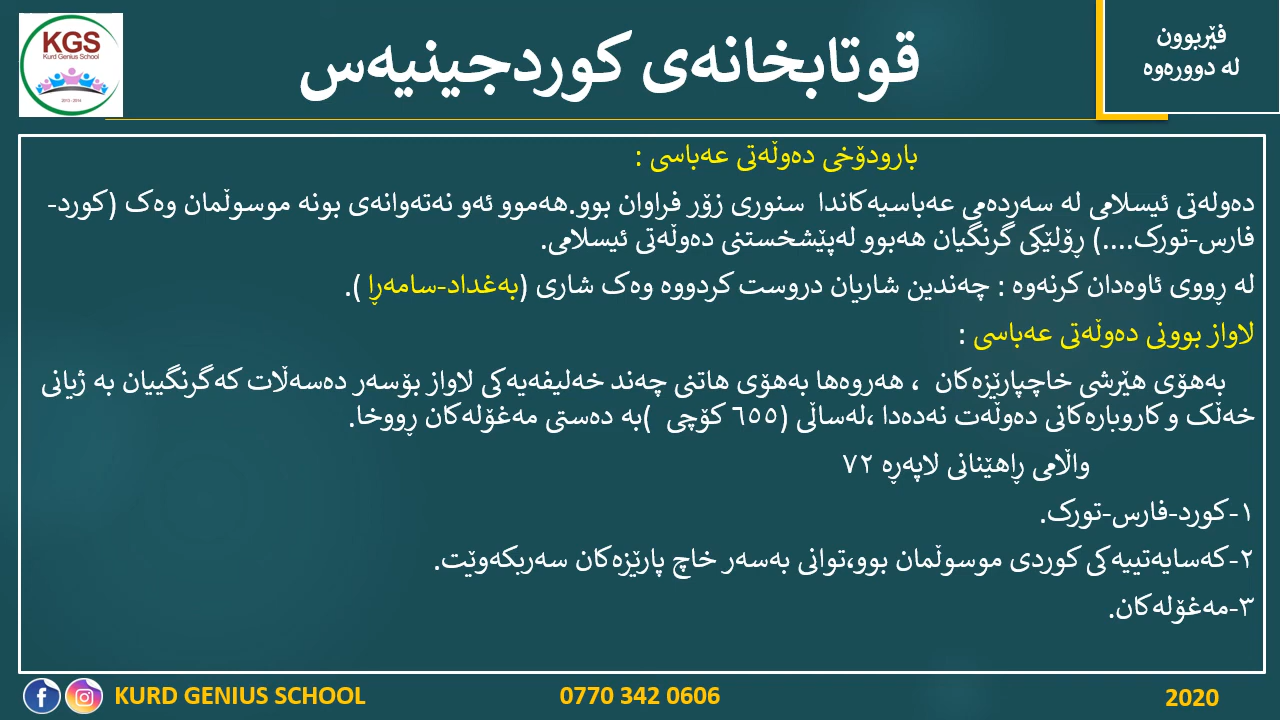 KGS
Kurd Genius School
2013 - 2014
قوتابخانەی کوردجینیەس
فێربوون
لە دوورەوە
بارودۆخی دەوڵەتی عەباسی :
دەولەتی ئیسلامی لە سەردەمی عەباسیەکاندا سنوری زۆر فراوان بوو.هەموو ئەو نەتەوانەی بونە موسوڵمان وەک (کورد-
فارس-تورک....) ڕۆڵێکی گرنگیان هەبوو لەپێشخستنی دەوڵەتی ئیسلامی.
لە ڕووی ئاوەدان کرنەوە : چەندین شاریان دروست کردووە وەک شاری (بەغداد-سامەڕا ).
لاواز بوونی دەوڵەتی عەباسی :
بەهۆی هێرشی خاچپارێزەکان ، هەروەها بەهۆی هاتنی چەند خەلیفەیەکی لاواز بۆسەر دەسەڵات کەگرنگییان بە ژیانی
خەڵک و کاروبارەکانی دەوڵەت نەدەدا ،لەساڵی (٦٥٥ کۆچی )بە دەستی مەغۆلەکان ڕووخا.
واڵامی ڕاهێنانی لاپەڕە ٧٢
١-کورد-فارس-تورک.
٢-کەسایەتییەکی کوردی موسوڵمان بوو،توانی بەسەر خاچ پارێزەکان سەربکەوێت.
٣-مەغۆلەکان.
KURD GENIUS SCHOOL
0770 342 0606
2020